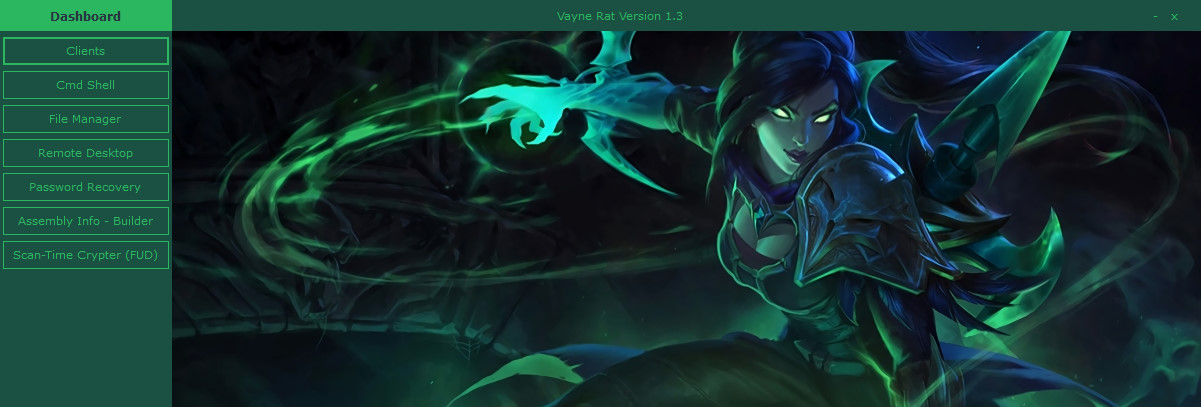 Dashboard
Vayne Rat Version 1.3
- x
Clients
Cmd Shell
File Manager
Remote Desktop
Password Recovery
Assembly Info - Builder
Scan-Time Crypter (FUD)